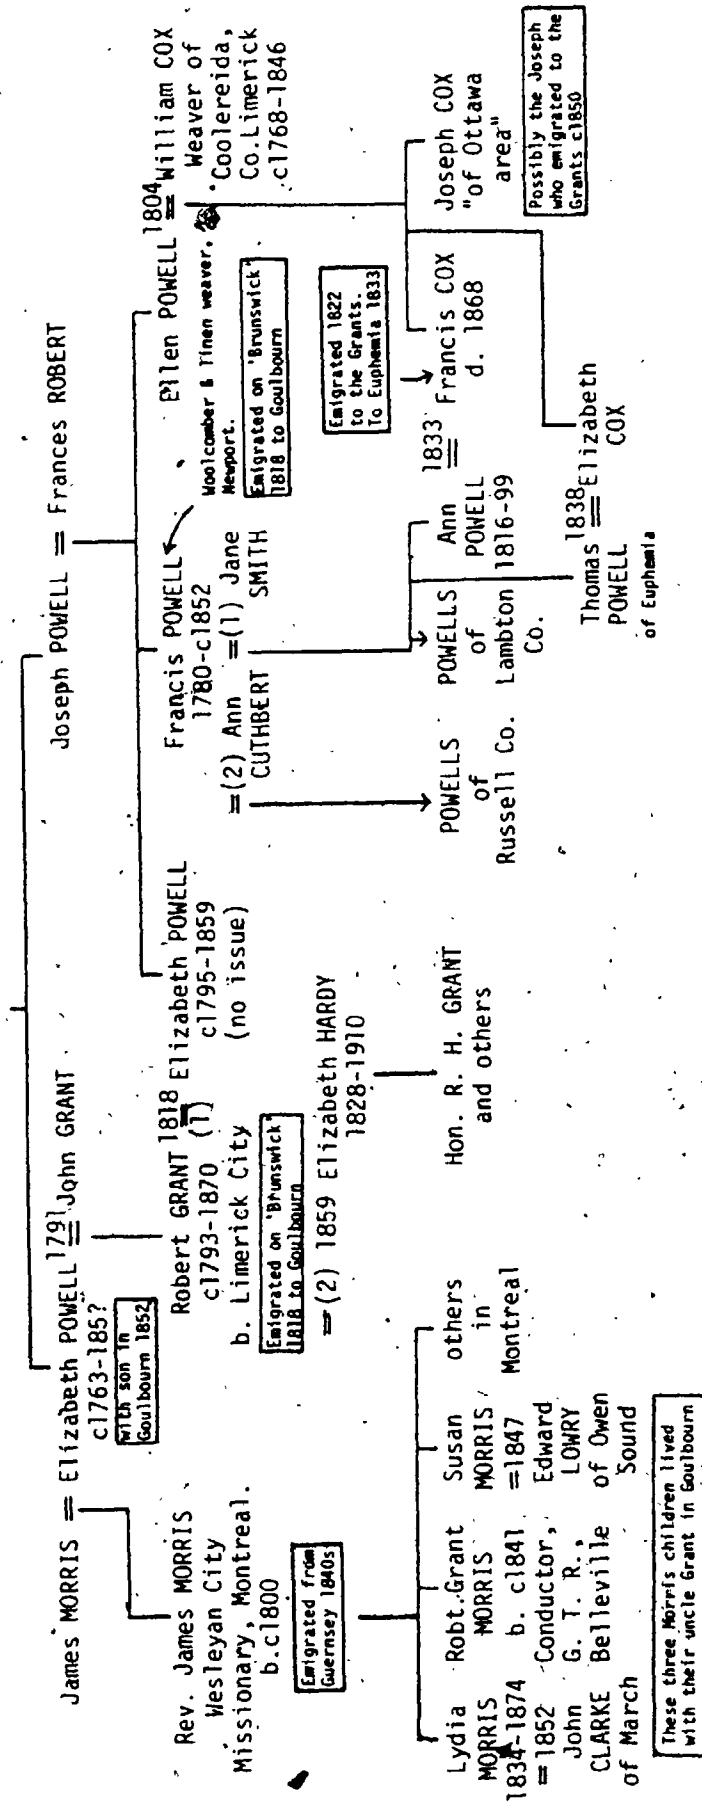 James MORRIS = Elizabeth POWELL 1791 = John GRANT
c1763-185?
with son in
Goulbourn 1852
Joseph POWELL = Frances ROBERT
Rev. James MORRIS
Wesleyan City
Missionary, Montreal.
b.c1800
Emigrated from
Guernsey 1840s
Robert GRANT 1818 = (1) Elizabeth POWELL
c1793-1870
b. Limerick City
c1795-1859
(no issue)
Emigrated on 'Brunswick'
1818 to Goulbourn
=(2) 1859 Elizabeth HARDY
1828-1910
Francis POWELL
1780-c1852
=(2) Ann
CUTHBERT
=(1) Jane
SMITH
Woolcomber & linen weaver,
Newport.
Emigrated on 'Brunswick'
1818 to Goulbourn
Ellen POWELL 1804 = William COX
Weaver of
Coolereida,
Co.Limerick
c1768-1846
Lydia
MORRIS
1834-1874
=1852
John
CLARKE
of March
Robt.Grant
MORRIS
b. c1841
Conductor,
G. T. R.,
Belleville
Susan
MORRIS
=1847
Edward
LOWRY
of Owen
Sound
others
in
Montreal
These three Morris children lived
with their uncle Grant in Goulbourn
Hon. R. H. GRANT
and others
POWELLS
of
Russell Co.
POWELLS
of
Lambton
Co.
Ann
POWELL
1816-99
1833
=
Francis COX
d. 1868
Emigrated 1822
to the Grants.
To Euphemia 1833
Joseph COX
"of Ottawa
area"
Possibly the Joseph
who emigrated to the
Grants c1850
Thomas
POWELL
of Euphemia
1838
=
Elizabeth
COX